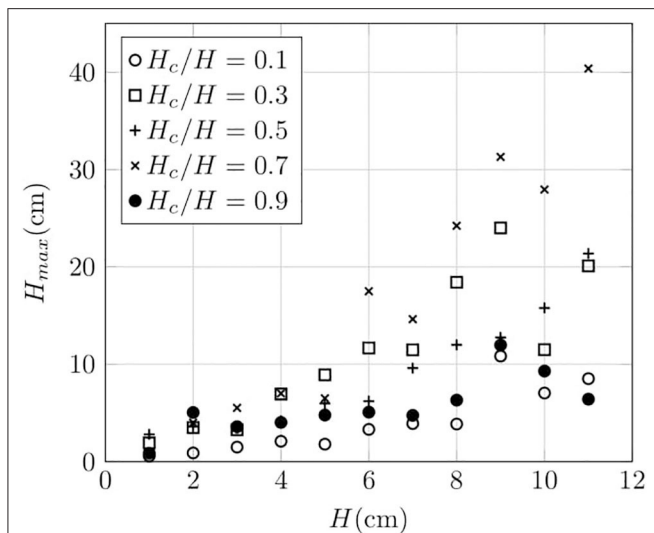 40
30
20
10
0
H_max(cm)
H_c/H = 0.1
H_c/H = 0.3
H_c/H = 0.5
H_c/H = 0.7
H_c/H = 0.9
0 2 4 6 8 10 12
H(cm)